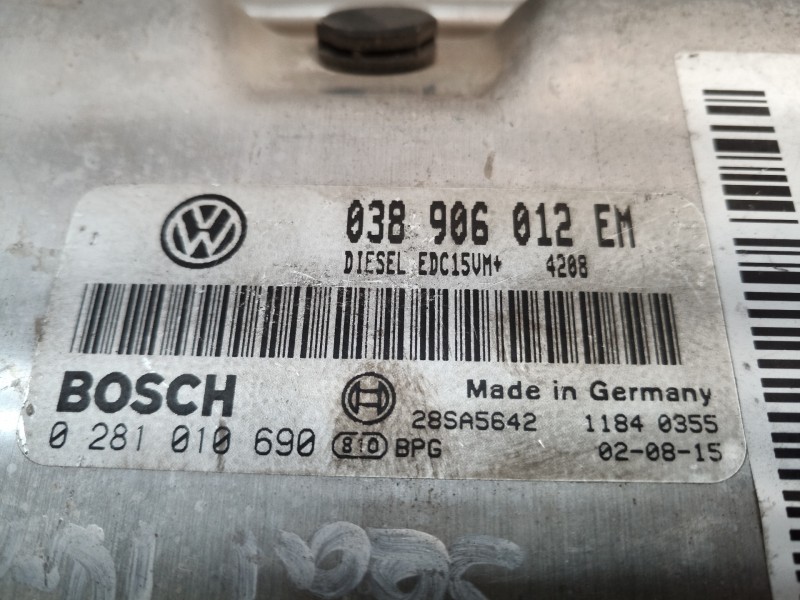 038 906 012 EM
DIESEL EDC15VM+ 4208
BOSCH
Made in Germany
28SA5642 1184 0355
0 281 010 690 810 BPG 02-08-15